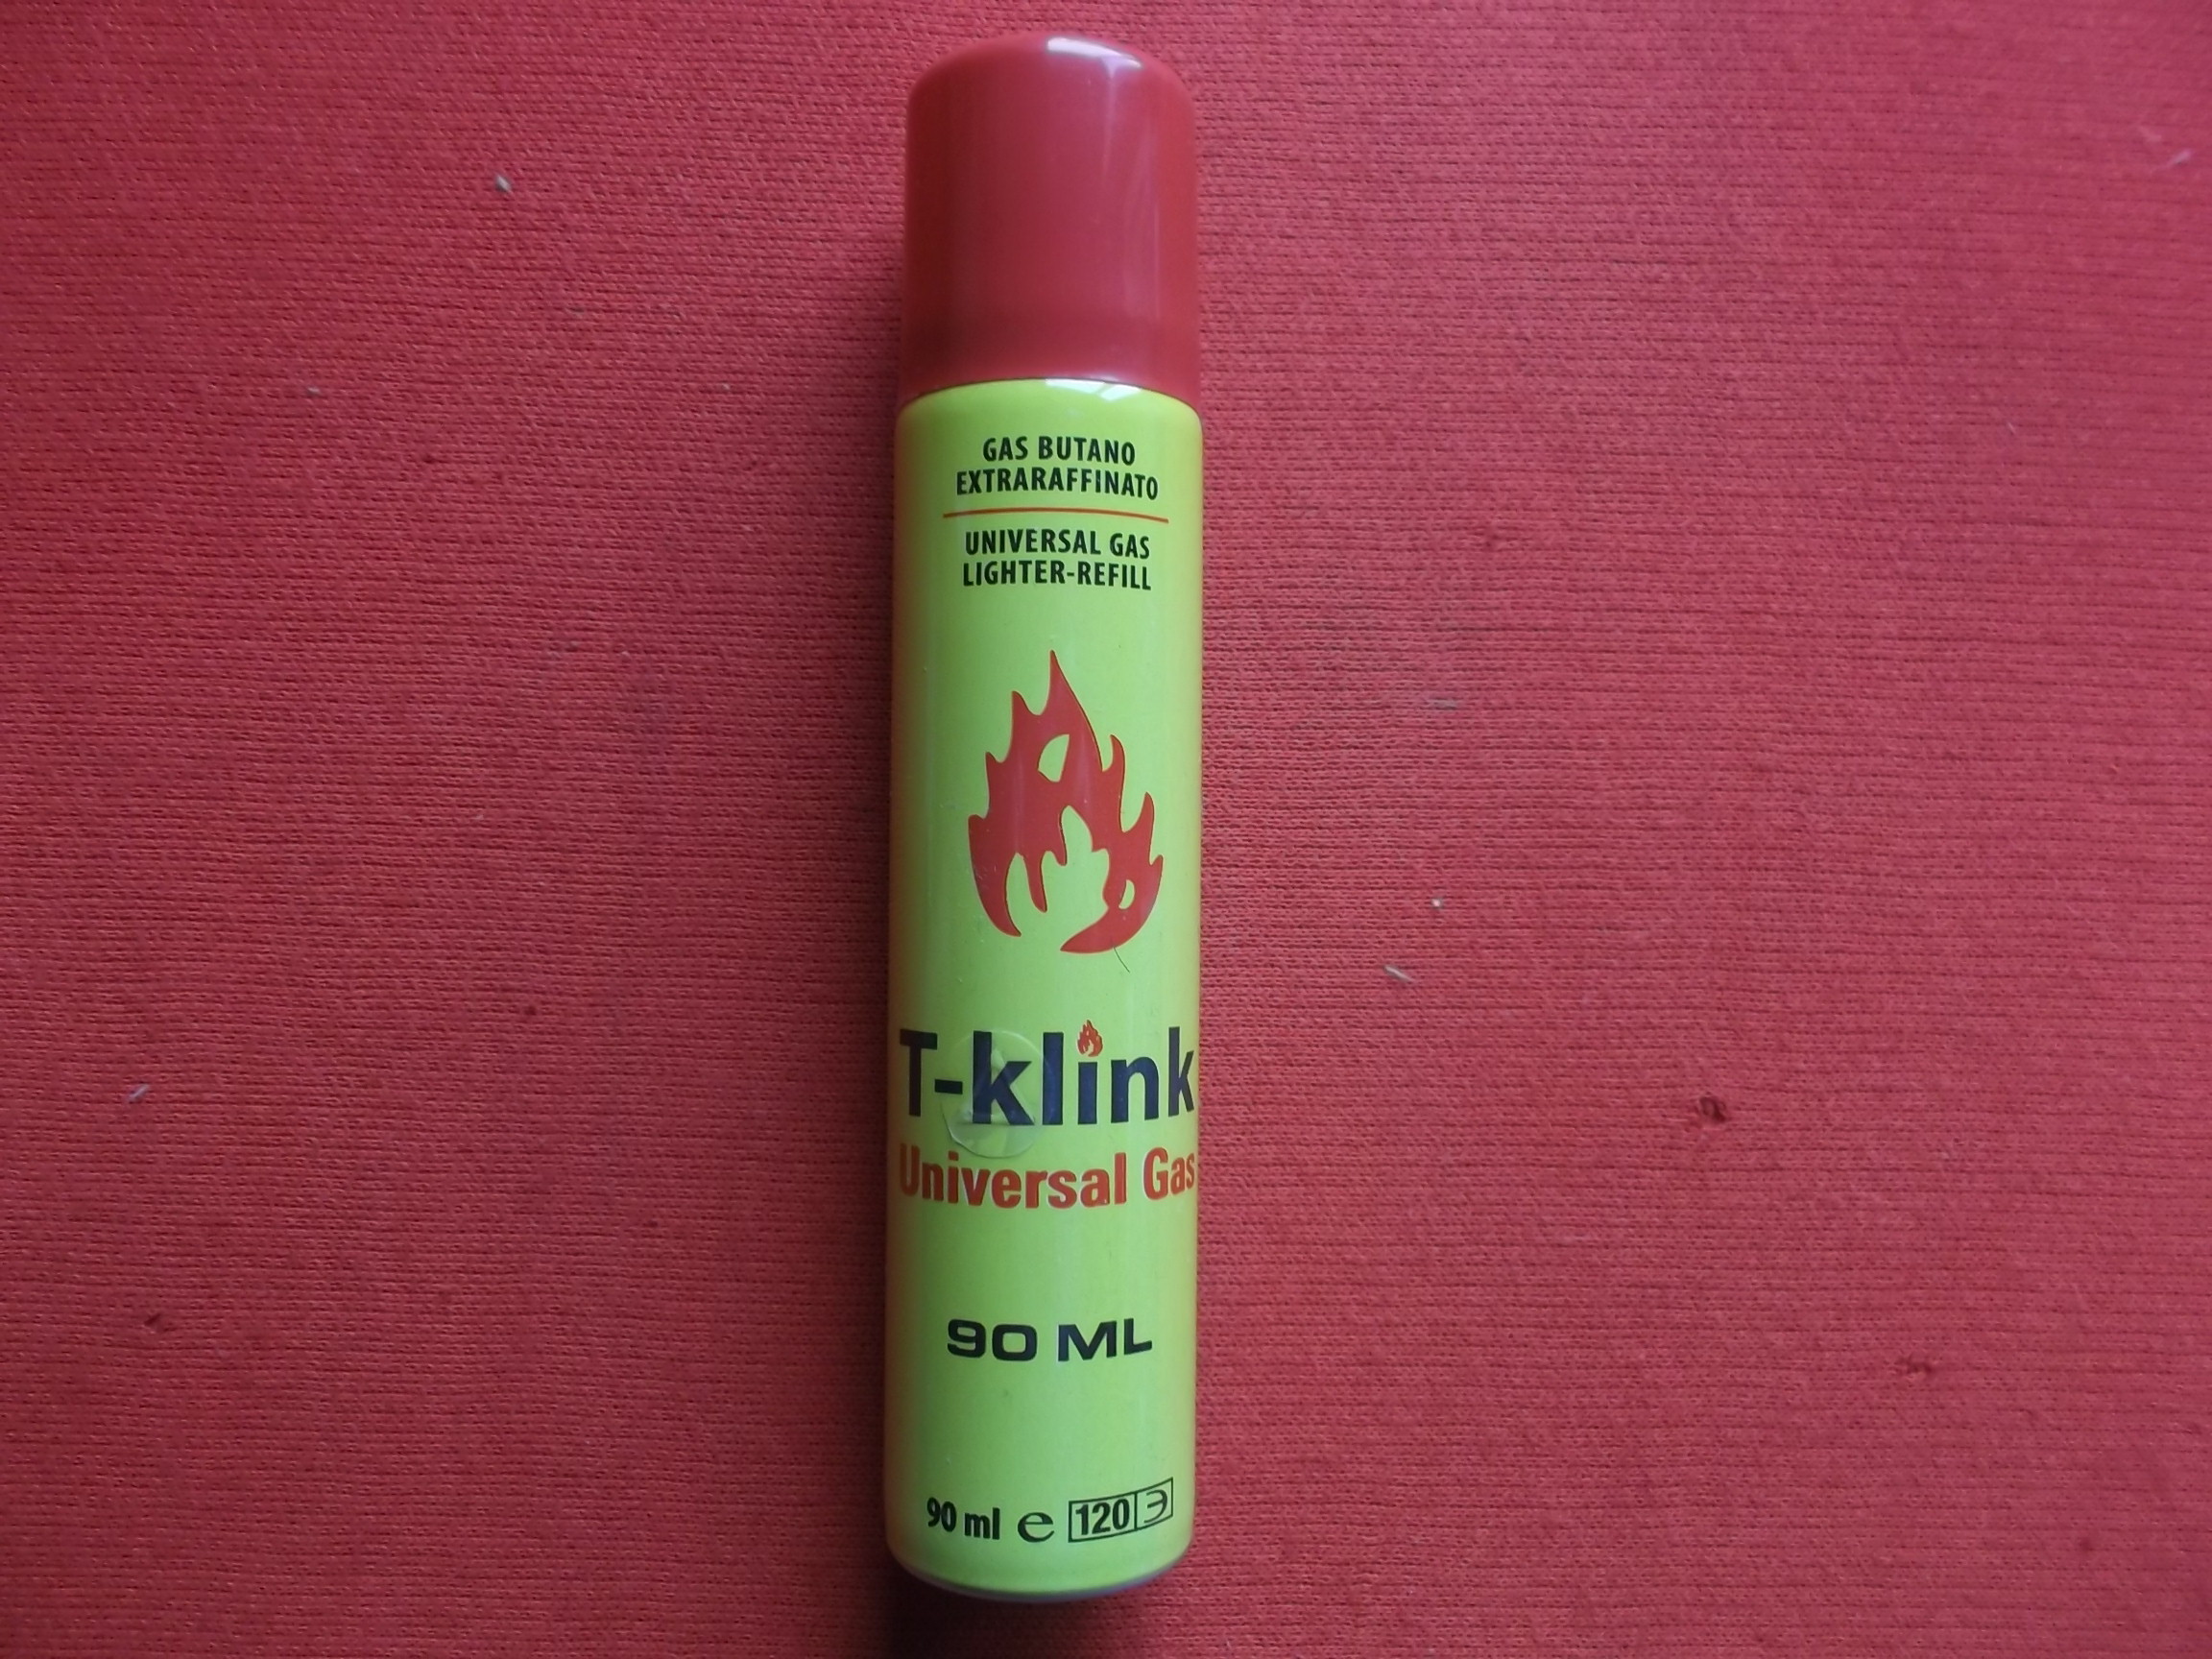 GAS BUTANO
EXTRARAFFINATO
UNIVERSAL GAS
LIGHTER-REFILL
T-klink
Universal Gas
90 ML
90 ml ℮ 120 Ɛ